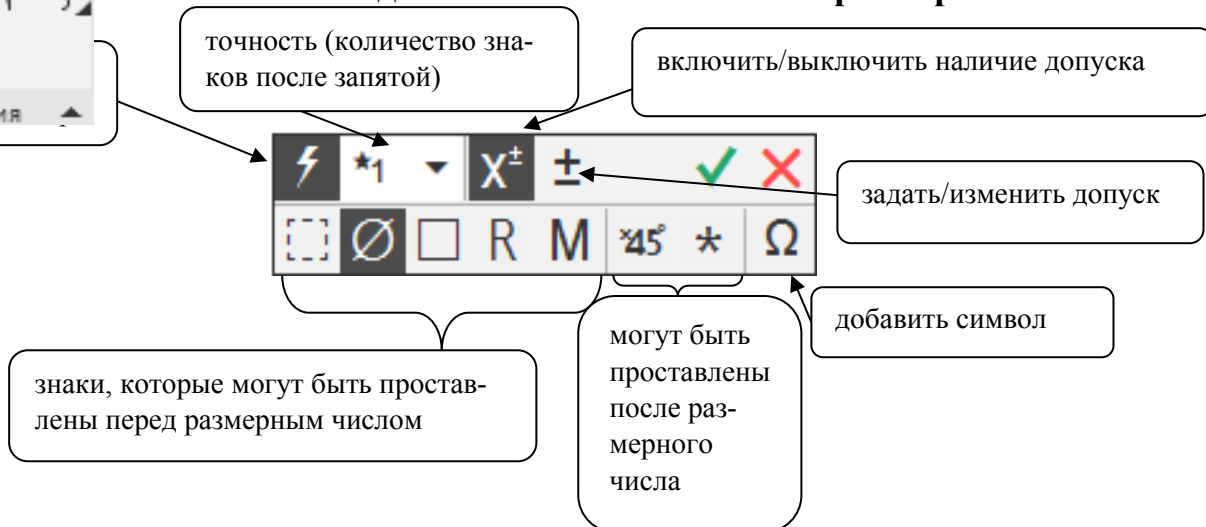 точность (количество зна-
ков после запятой)
включить/выключить наличие допуска
*1 X± ±
задать/изменить допуск
R M ×45° * Ω
добавить символ
знаки, которые могут быть простав-
лены перед размерным числом
могут быть
проставлены
после раз-
мерного
числа